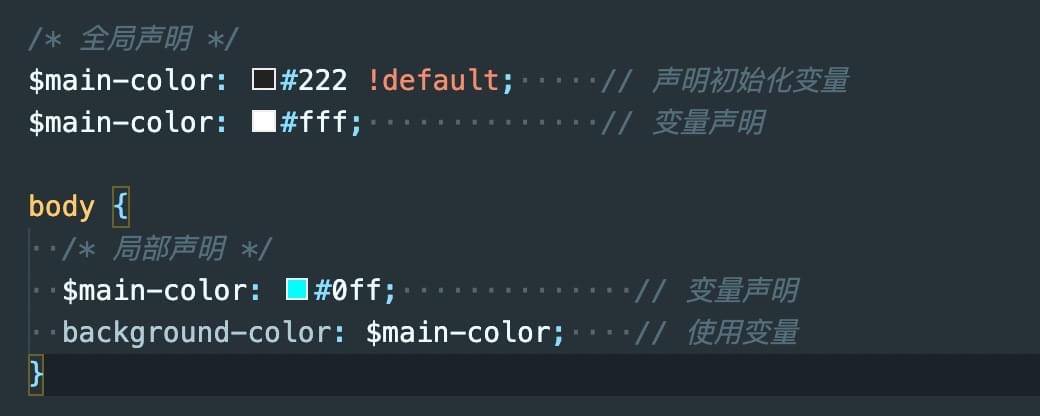 /* 全局声明 */
$main-color: #222 !default;     // 声明初始化变量
$main-color: #fff;              // 变量声明

body {
  /* 局部声明 */
  $main-color: #0ff;              // 变量声明
  background-color: $main-color;    // 使用变量
}